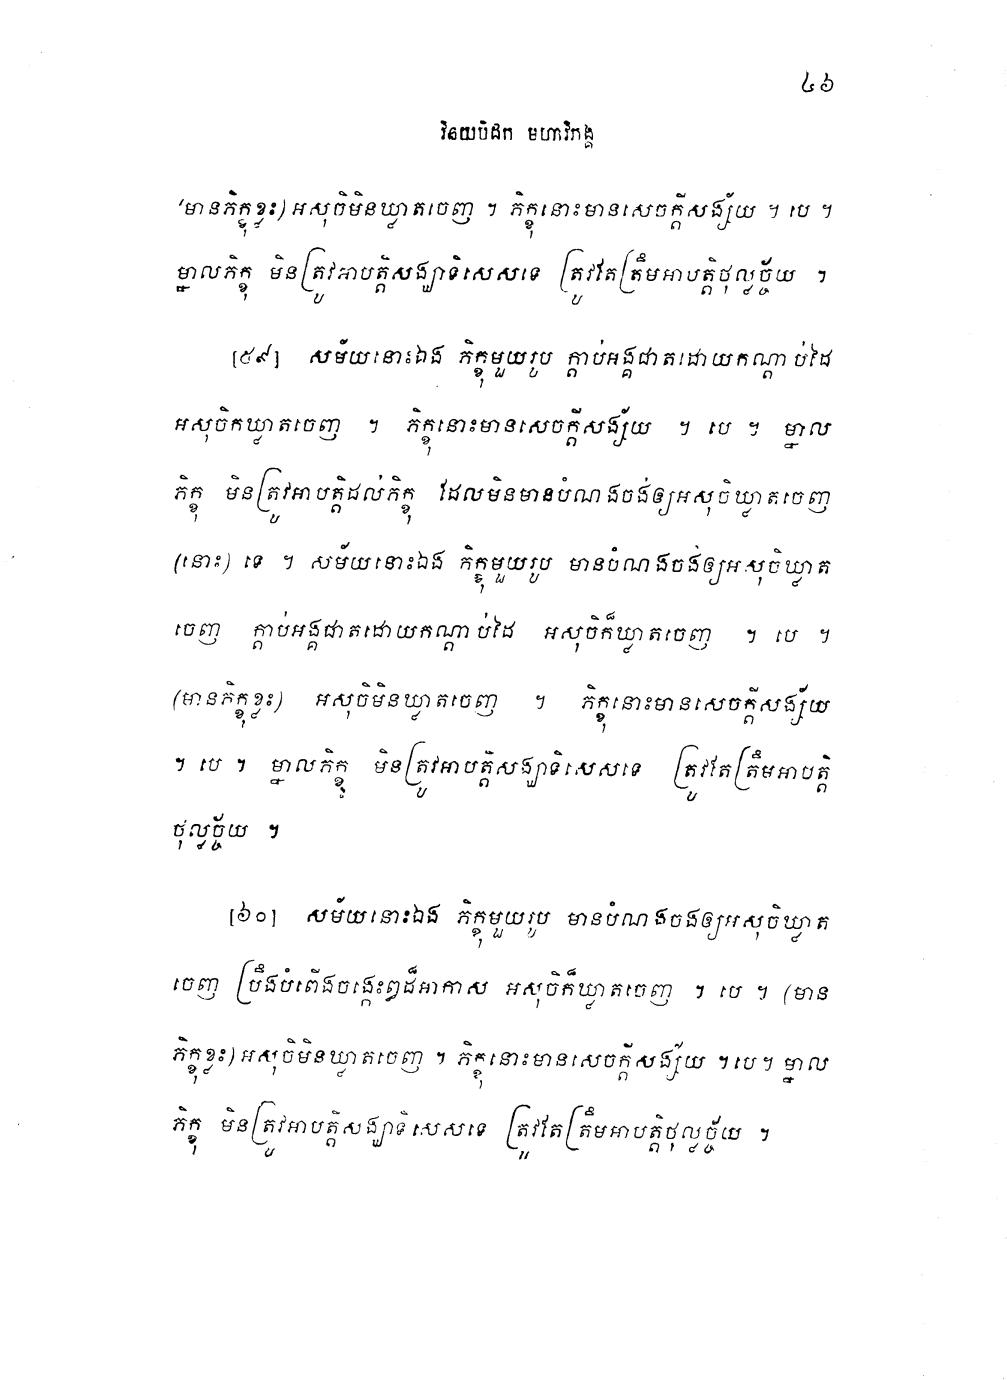 ៤៦
វិនយបិដក មហាវិភង្គ
(មានភិក្ខុខ្លះ) អសុចិមិនឃ្លាតចេញ ។ ភិក្ខុនោះមានសេចក្តីសង្ស័យ ។ បេ ។
ម្នាលភិក្ខុ មិនត្រូវអាបត្តិសង្ឃាទិសេសទេ ត្រូវតែត្រឹមអាបត្តិថុល្លច្ច័យ ។
[៥៩] សម័យនោះឯង ភិក្ខុមួយរូប ក្តាប់អង្គជាតដោយកណ្តាប់ដៃ
អសុចិកឃ្លាតចេញ ។ ភិក្ខុនោះមានសេចក្តីសង្ស័យ ។ បេ ។ ម្នាល
ភិក្ខុ មិនត្រូវអាបត្តិដល់ភិក្ខុ ដែលមិនមានបំណងចង់ឲ្យអសុចិឃ្លាតចេញ
(នោះ) ទេ ។ សម័យនោះឯង ភិក្ខុមួយរូប មានបំណងចង់ឲ្យអសុចិឃ្លាត
ចេញ ក្តាប់អង្គជាតដោយកណ្តាប់ដៃ អសុចិក៏ឃ្លាតចេញ ។ បេ ។
(មានភិក្ខុខ្លះ) អសុចិមិនឃ្លាតចេញ ។ ភិក្ខុនោះមានសេចក្តីសង្ស័យ
។ បេ ។ ម្នាលភិក្ខុ មិនត្រូវអាបត្តិសង្ឃាទិសេសទេ ត្រូវតែត្រឹមអាបត្តិ
ថុល្លច្ច័យ ។
[៦០] សម័យនោះឯង ភិក្ខុមួយរូប មានបំណងចងឲ្យអសុចិឃ្លាត
ចេញ ប្រឹងបំពើងចង្កេះឰដ៏អាកាស អសុចិក៏ឃ្លាតចេញ ។ បេ ។ (មាន
ភិក្ខុខ្លះ) អសុចិមិនឃ្លាតចេញ ។ ភិក្ខុនោះមានសេចក្តីសង្ស័យ ។ បេ ។ ម្នាល
ភិក្ខុ មិនត្រូវអាបត្តិសង្ឃាទិសេសទេ ត្រូវតែត្រឹមអាបត្តិថុល្លច្ច័យ ។